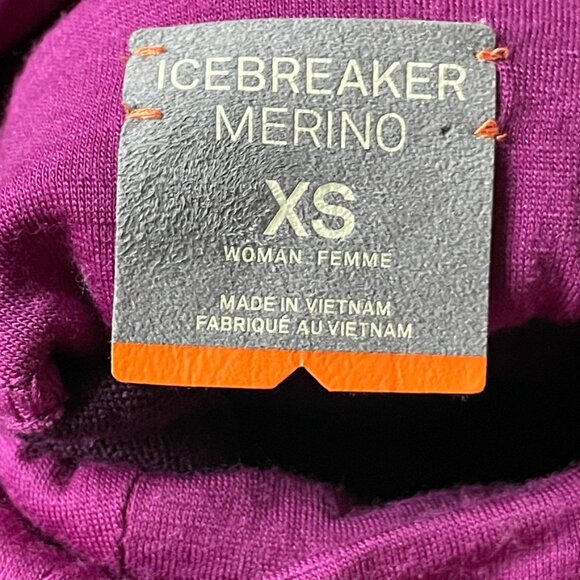 ICEBREAKER
MERINO
XS
WOMAN FEMME
MADE IN VIETNAM
FABRIQUÉ AU VIETNAM